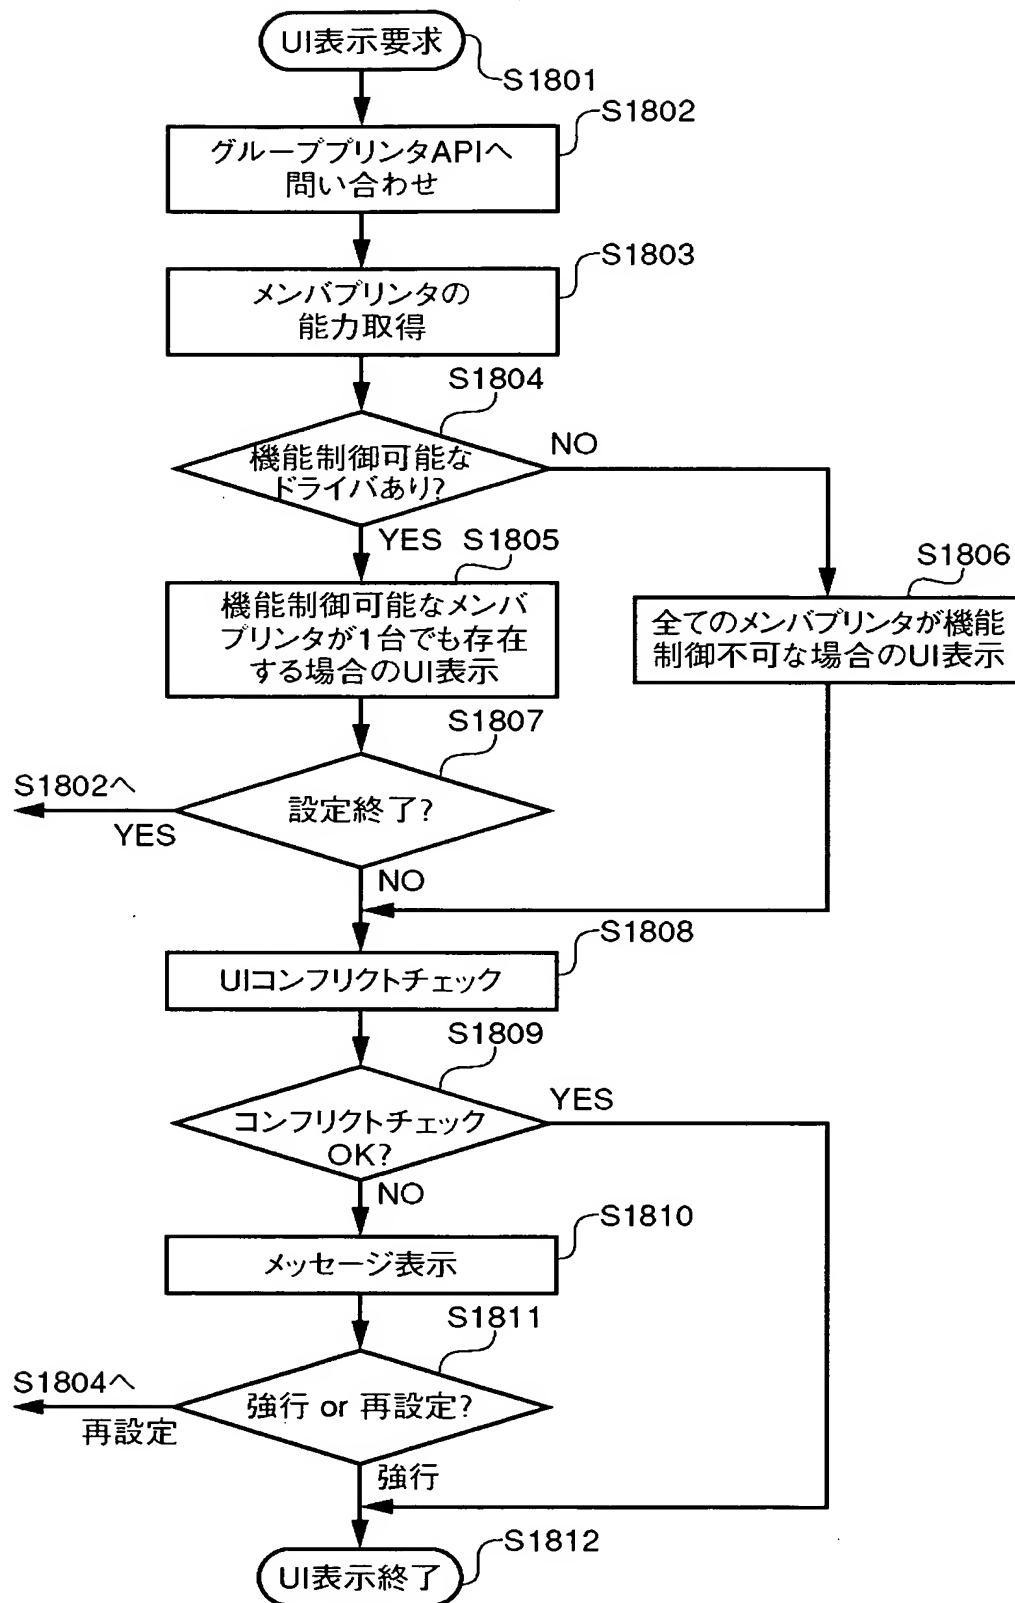 UI表示要求
S1801
S1802
グループプリンタAPIへ
問い合わせ
S1803
メンバプリンタの
能力取得
S1804
機能制御可能な
ドライバあり?
NO
YES
S1805
機能制御可能なメンバ
プリンタが1台でも存在
する場合のUI表示
S1806
全てのメンバプリンタが機能
制御不可な場合のUI表示
S1807
設定終了?
S1802へ
YES
NO
S1808
UIコンフリクトチェック
S1809
コンフリクトチェック
OK?
YES
NO
S1810
メッセージ表示
S1811
強行 or 再設定?
S1804へ
再設定
強行
S1812
UI表示終了